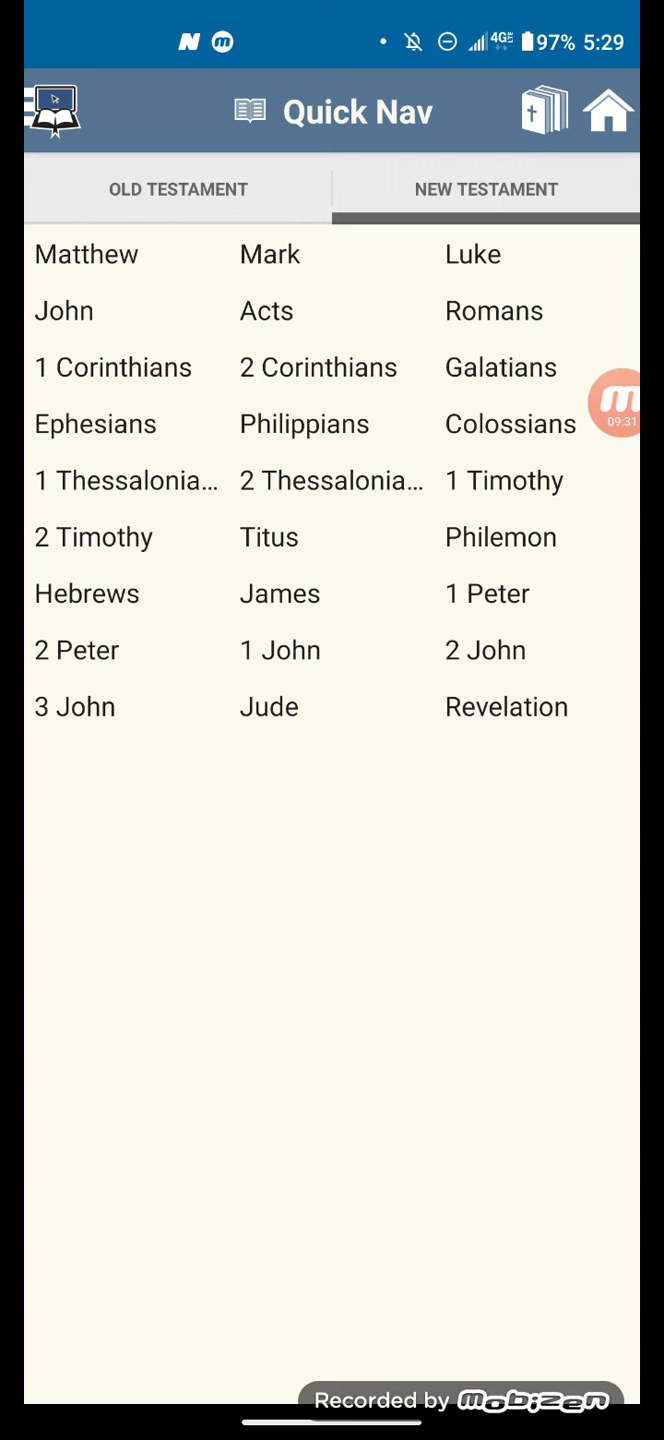 4G 97% 5:29
Quick Nav
OLD TESTAMENT NEW TESTAMENT
Matthew Mark Luke
John Acts Romans
1 Corinthians 2 Corinthians Galatians
Ephesians Philippians Colossians
1 Thessalonia... 2 Thessalonia... 1 Timothy
2 Timothy Titus Philemon
Hebrews James 1 Peter
2 Peter 1 John 2 John
3 John Jude Revelation
09:31
Recorded by mobizen